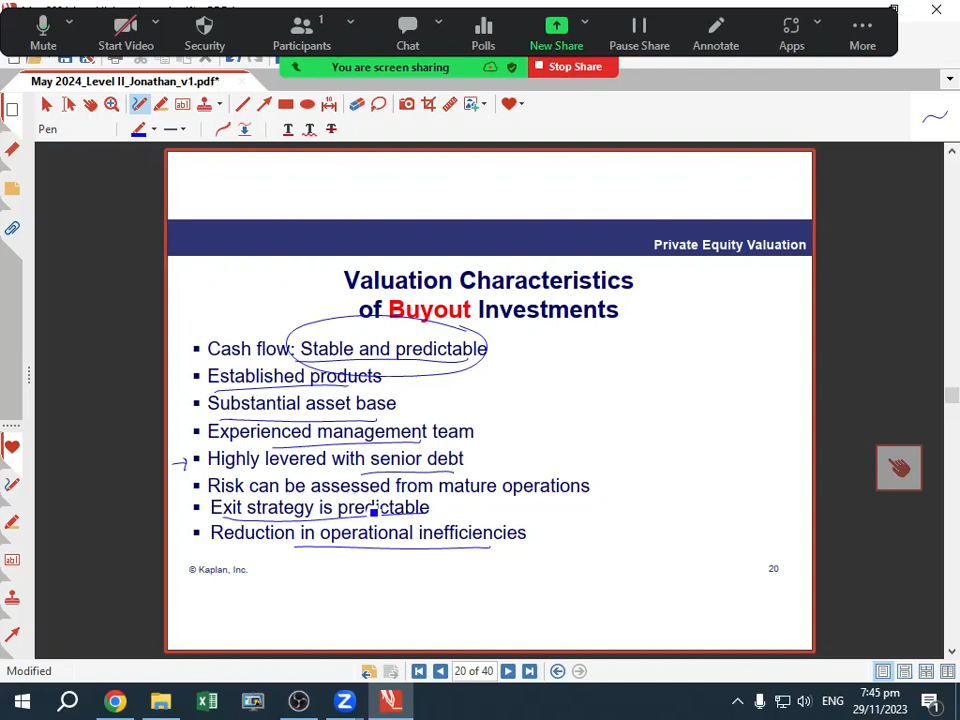 Mute
Start Video
Security
Participants
1
Chat
Polls
New Share
Pause Share
Annotate
Apps
More
You are screen sharing
Stop Share
May 2024_Level II_Jonathan_v1.pdf*
Pen
Private Equity Valuation
Valuation Characteristics
of Buyout Investments
▪ Cash flow: Stable and predictable
▪ Established products
▪ Substantial asset base
▪ Experienced management team
▪ Highly levered with senior debt
▪ Risk can be assessed from mature operations
▪ Exit strategy is predictable
▪ Reduction in operational inefficiencies
© Kaplan, Inc.
20
Modified
20 of 40
ENG
7:45 pm
29/11/2023
1